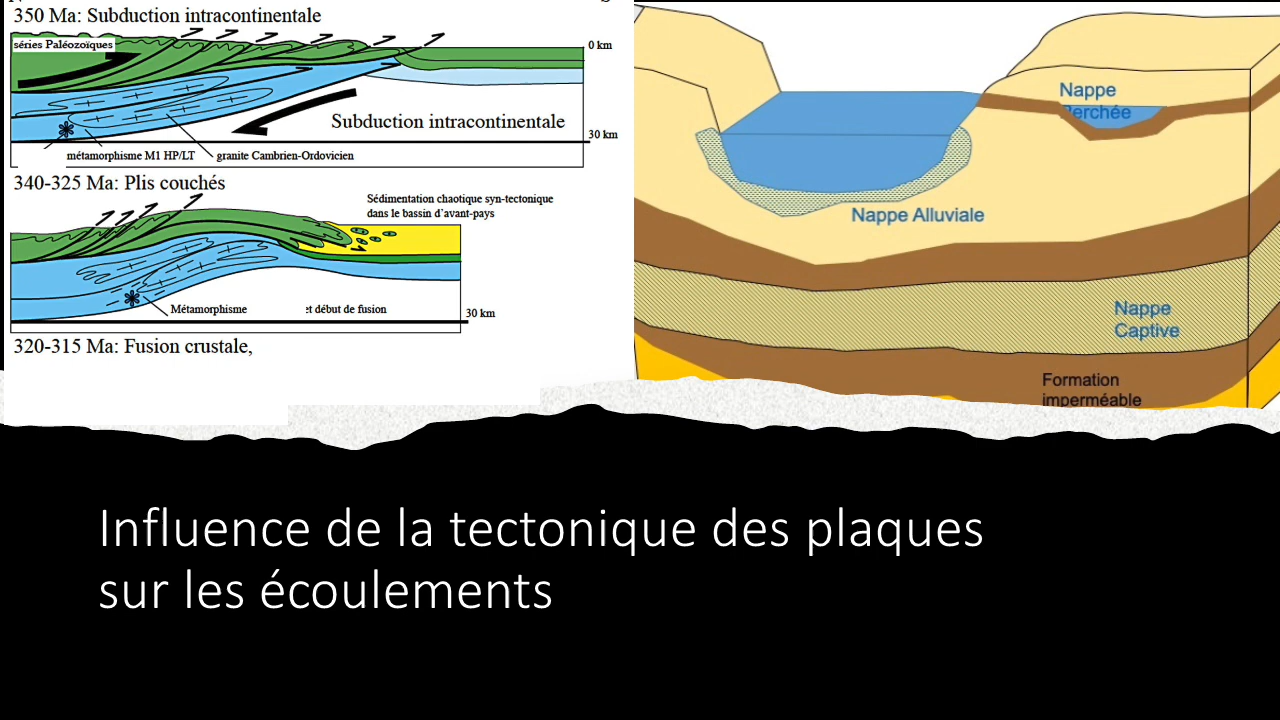 350 Ma: Subduction intracontinentale
séries Paléozoïques
0 km
Subduction intracontinentale
30 km
métamorphisme M1 HP/LT
granite Cambrien-Ordovicien
340-325 Ma: Plis couchés
Sédimentation chaotique syn-tectonique
dans le bassin d'avant-pays
Métamorphisme
et début de fusion
30 km
320-315 Ma: Fusion crustale,
Nappe
Perchée
Nappe Alluviale
Nappe
Captive
Formation
imperméable
Influence de la tectonique des plaques
sur les écoulements